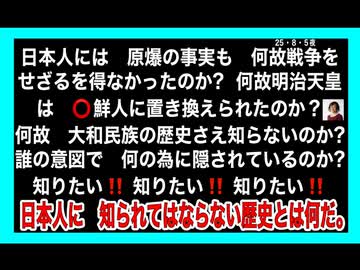 25・8・5夜
日本人には 原爆の事実も 何故戦争を
せざるを得なかったのか? 何故明治天皇
は ⭕鮮人に置き換えられたのか?
何故 大和民族の歴史さえ知らないのか?
誰の意図で 何の為に隠されているのか?
知りたい‼ 知りたい‼ 知りたい‼
日本人に 知られてはならない歴史とは何だ。